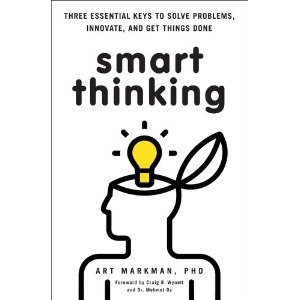 THREE ESSENTIAL KEYS TO SOLVE PROBLEMS,
INNOVATE, AND GET THINGS DONE
smart
thinking
ART MARKMAN, PHD
Foreword by Craig B. Wynett
and Dr. Mehmet Oz